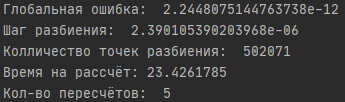 Глобальная ошибка:  2.2448075144763738e-12
Шаг разбиения:  2.390105390203968e-06
Колличество точек разбиения:  502071
Время на рассчёт: 23.4261785
Кол-во пересчётов:  5